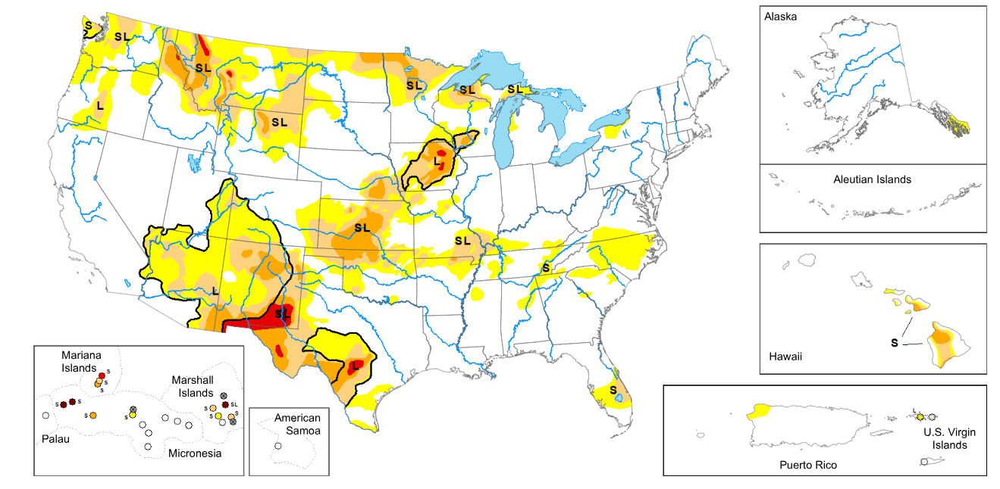 Alaska
Aleutian Islands
S
SL
SL
L
SL
SL
SL
SL
L
SL
SL
S
L
SL
L
S
Hawaii
S
Mariana
Islands
S
S
S
S
S
S
S
Marshall
Islands
SL
S
S
Palau
Micronesia
American
Samoa
L
U.S. Virgin
Islands
Puerto Rico